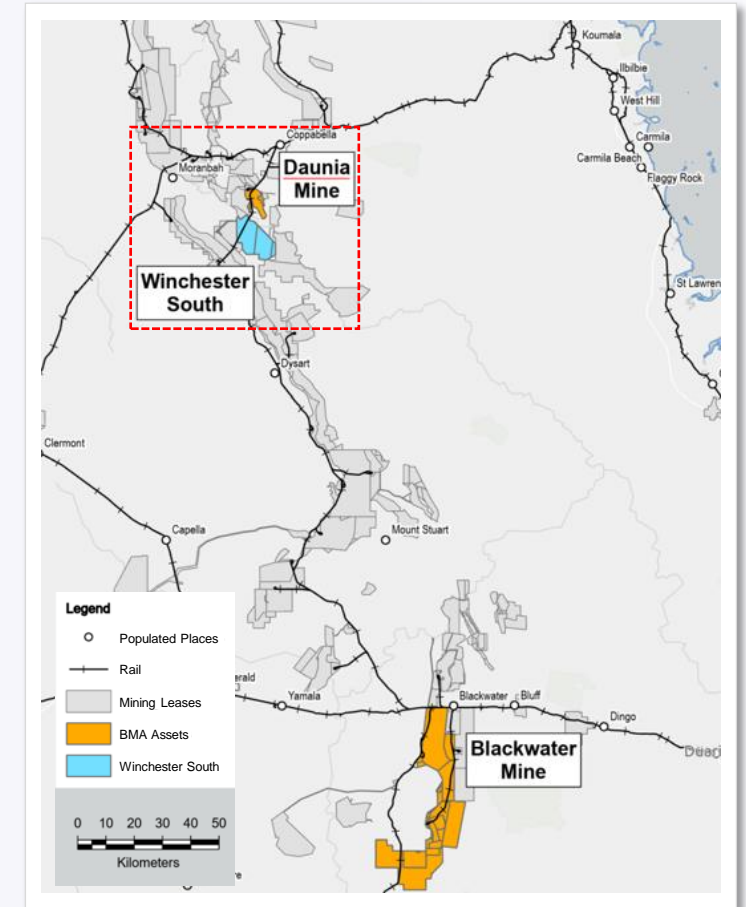 Koumala
Ilbilbie
West Hill
Carmila
Carmila Beach
Flaggy Rock
Coppabella
Moranbah
Daunia
Mine
Winchester
South
St Lawren
Dysart
Clermont
Capella
Mount Stuart
Legend
Populated Places
Rail
Mining Leases
BMA Assets
Winchester South
erald
Yamala
Blackwater
Bluff
Dingo
Blackwater
Mine
0 10 20 30 40 50
Kilometers